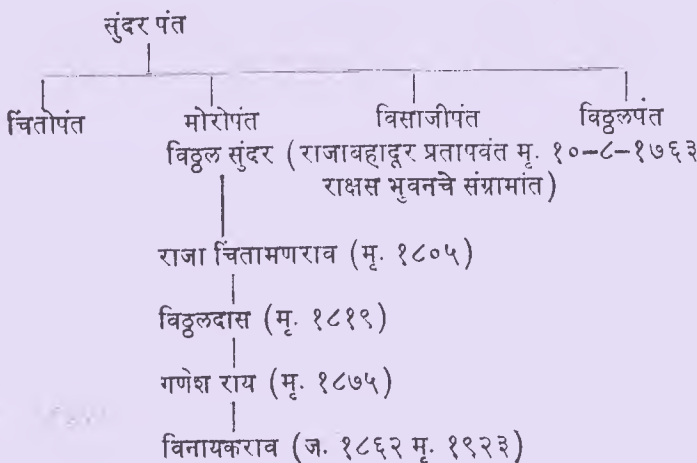 सुंदर पंत
चिंतोपंत मोरोपंत विसाजीपंत विठ्ठलपंत
विठ्ठल सुंदर (राजाबहादूर प्रतापवंत मृ. १०-८-१७६३
राक्षस भुवनचे संग्रामांत)
राजा चिंतामणराव (मृ. १८०५)
विठ्ठलदास (मृ. १८१९)
गणेश राय (मृ. १८७५)
विनायकराव (ज. १८६२ मृ. १९२३)